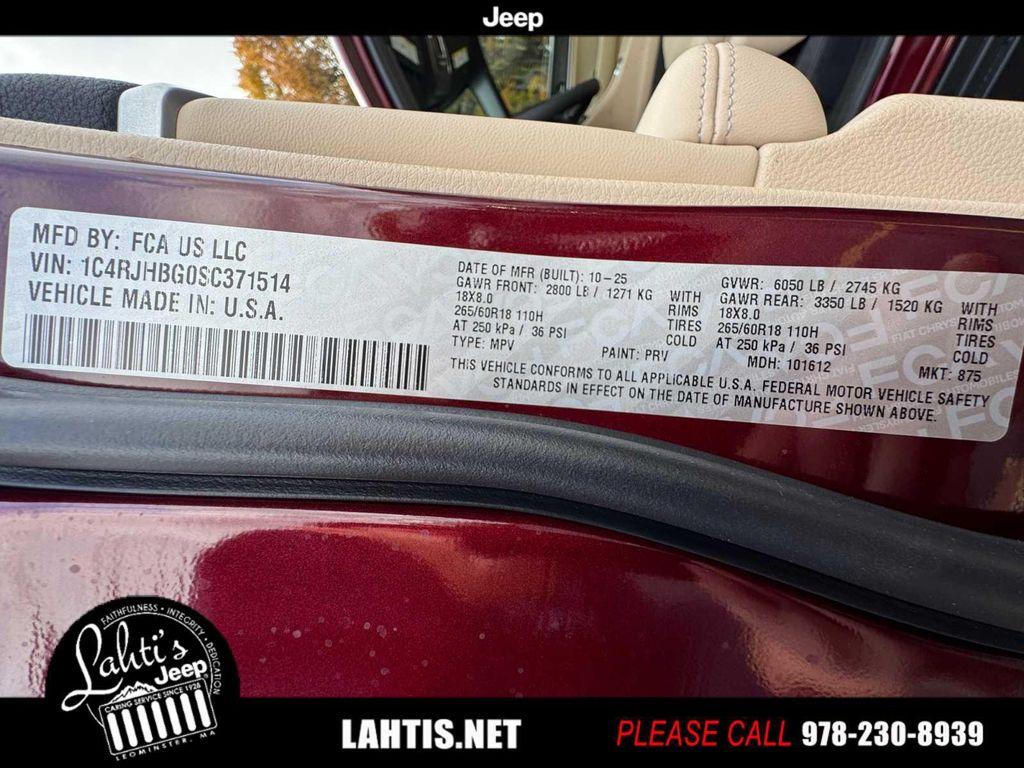 Jeep
MFD BY: FCA US LLC
VIN: 1C4RJHBG0SC371514
VEHICLE MADE IN: U.S.A.
DATE OF MFR (BUILT): 10-25
GAWR FRONT: 2800 LB / 1271 KG WITH
18X8.0 RIMS
265/60R18 110H TIRES
AT 250 kPa / 36 PSI COLD
TYPE: MPV PAINT: PRV
GVWR: 6050 LB / 2745 KG
GAWR REAR: 3350 LB / 1520 KG WITH
18X8.0 RIMS
265/60R18 110H TIRES
AT 250 kPa / 36 PSI COLD
MDH: 101612 MKT: 875
THIS VEHICLE CONFORMS TO ALL APPLICABLE U.S.A. FEDERAL MOTOR VEHICLE SAFETY
STANDARDS IN EFFECT ON THE DATE OF MANUFACTURE SHOWN ABOVE.
FAITHFULNESS · INTEGRITY · DEDICATION
Lahti's
Jeep
CARING SERVICE SINCE 1926
LEOMINSTER, MA
LAHTIS.NET
PLEASE CALL 978-230-8939